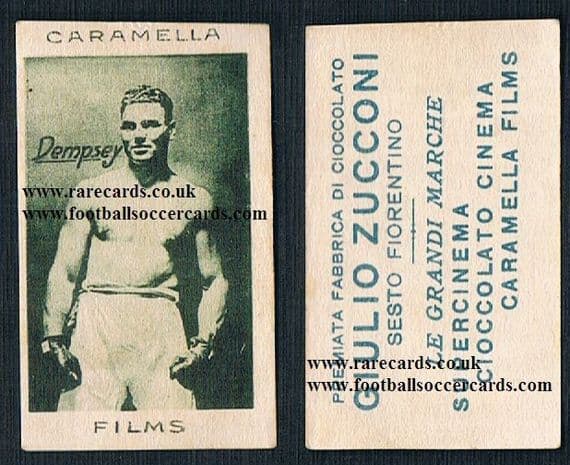 CARAMELLA
Dempsey
www.rarecards.co.uk
www.footballsoccercards.com
FILMS
PREMIATA FABBRICA DI CIOCCOLATO
GIULIO ZUCCONI
SESTO FIORENTINO
LE GRANDI MARCHE
SUPERCINEMA
CIOCCOLATO CINEMA
CARAMELLA FILMS
www.rarecards.co.uk
www.footballsoccercards.com